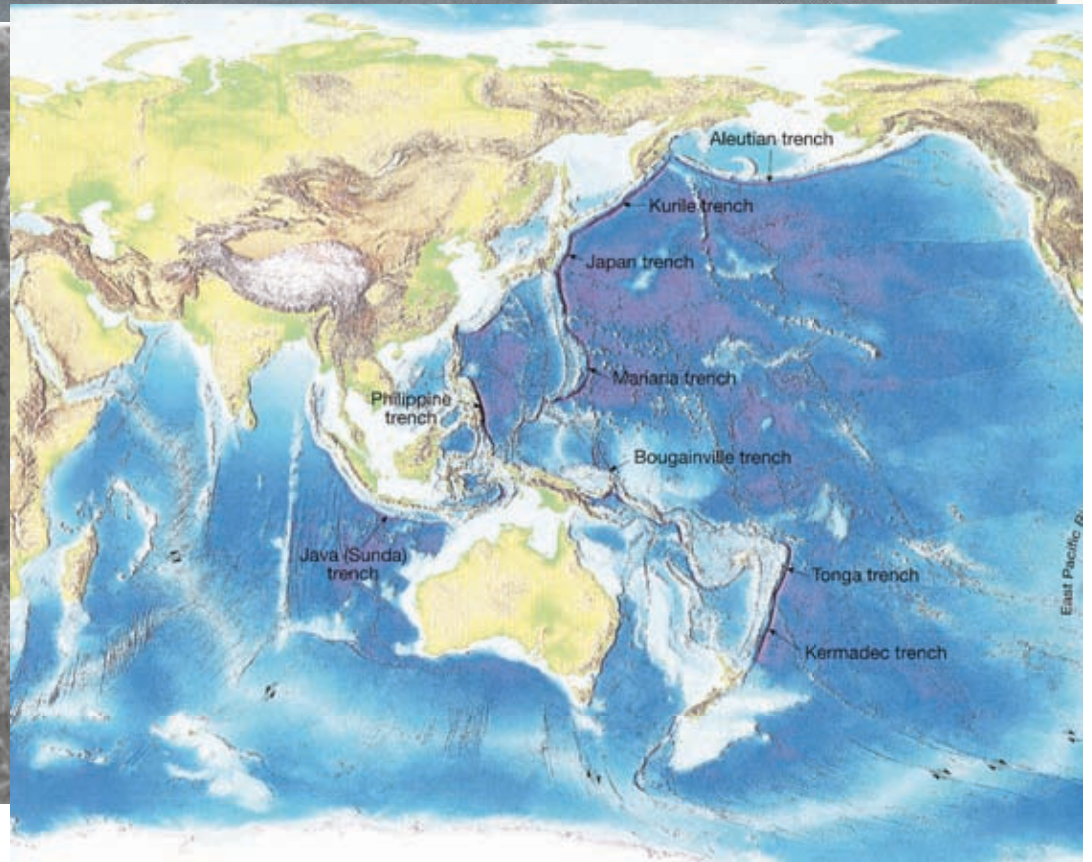 Aleutian trench
Kurile trench
Japan trench
Mariana trench
Philippine
trench
Bougainville trench
Java (Sunda)
trench
Tonga trench
Kermadec trench
East Pacific